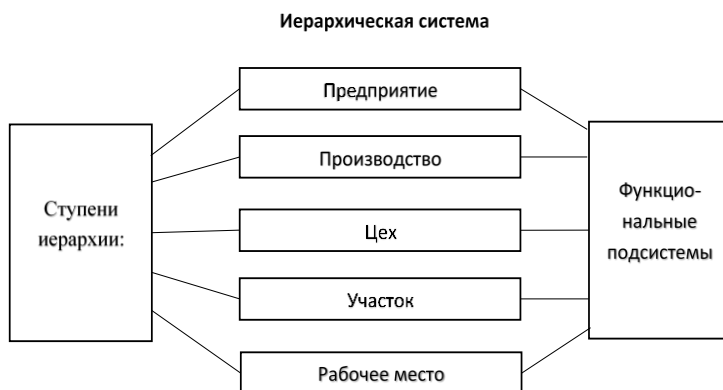 Иерархическая система
Предприятие
Производство
Ступени
иерархии:
Цех
Участок
Рабочее место
Функцио-
нальные
подсистемы